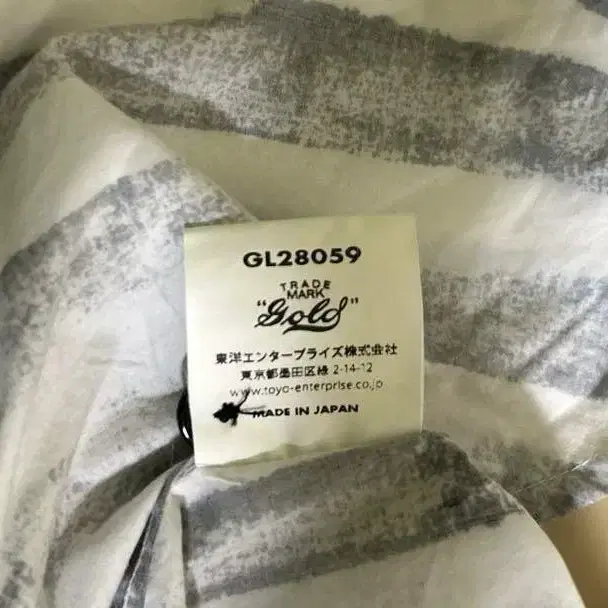 GL28059
TRADE
MARK
"Gold"
東洋エンタープライズ株式会社
東京都墨田区緑 2-14-12
www.toyo-enterprise.co.jp
MADE IN JAPAN